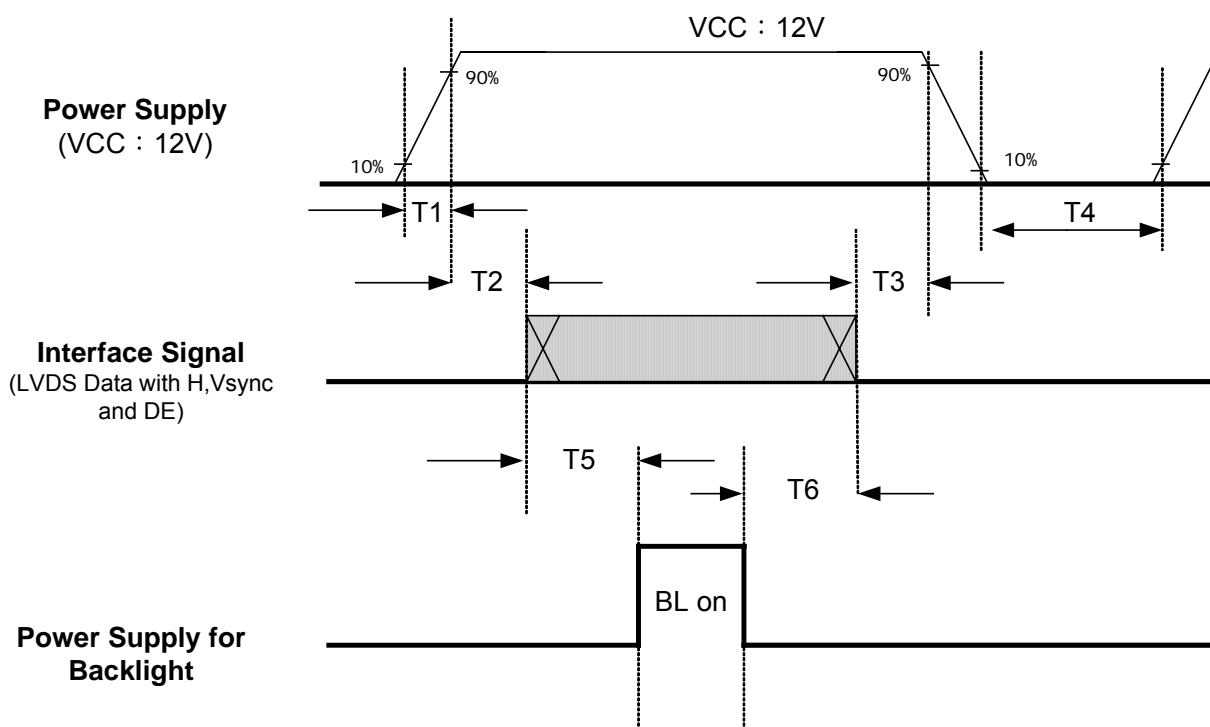 VCC：12V
90%
90%
Power Supply
(VCC：12V)
10%
10%
T1
T4
T2
T3
Interface Signal
(LVDS Data with H,Vsync
and DE)
T5
T6
BL on
Power Supply for
Backlight